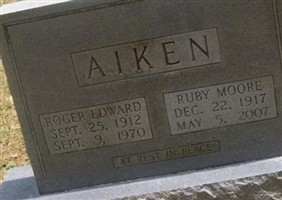 AIKEN
ROGER EDWARD
SEPT. 25, 1912
SEPT. 9, 1970
RUBY MOORE
DEC. 22, 1917
MAY 5, 2007
AT REST IN PEACE